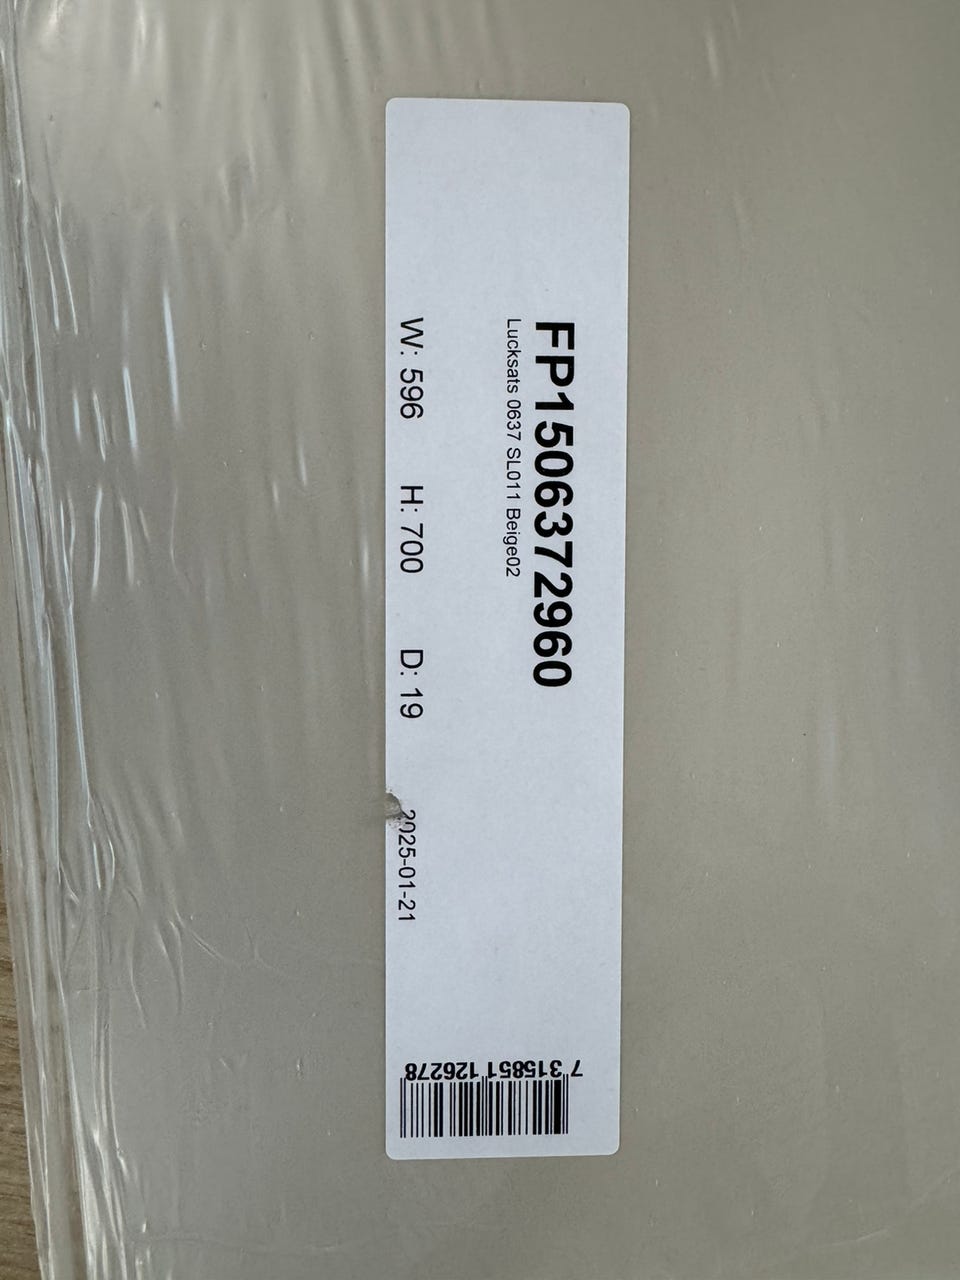 FP1506372960
Lucksats 0637 SL011 Beige02
W: 596 H: 700 D: 19 2025-01-21
7 315851 126278